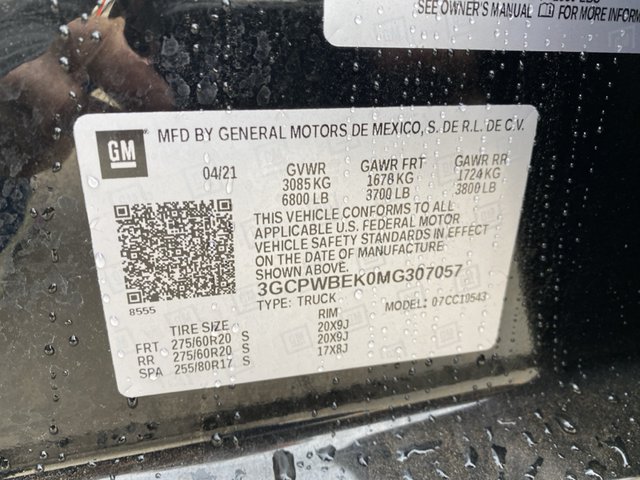 SEE OWNER'S MANUAL FOR MORE INFORM
GM
MFD BY GENERAL MOTORS DE MEXICO, S. DE R.L. DE C.V.
04/21 GVWR GAWR FRT GAWR RR
3085 KG 1678 KG 1724 KG
6800 LB 3700 LB 3800 LB
THIS VEHICLE CONFORMS TO ALL
APPLICABLE U.S. FEDERAL MOTOR
VEHICLE SAFETY STANDARDS IN EFFECT
ON THE DATE OF MANUFACTURE
SHOWN ABOVE.
3GCPWBEK0MG307057
8555 TYPE: TRUCK MODEL: 07CC19543
TIRE SIZE RIM
FRT 275/60R20 S 20X9J
RR 275/60R20 S 20X9J
SPA 255/80R17 S 17X8J